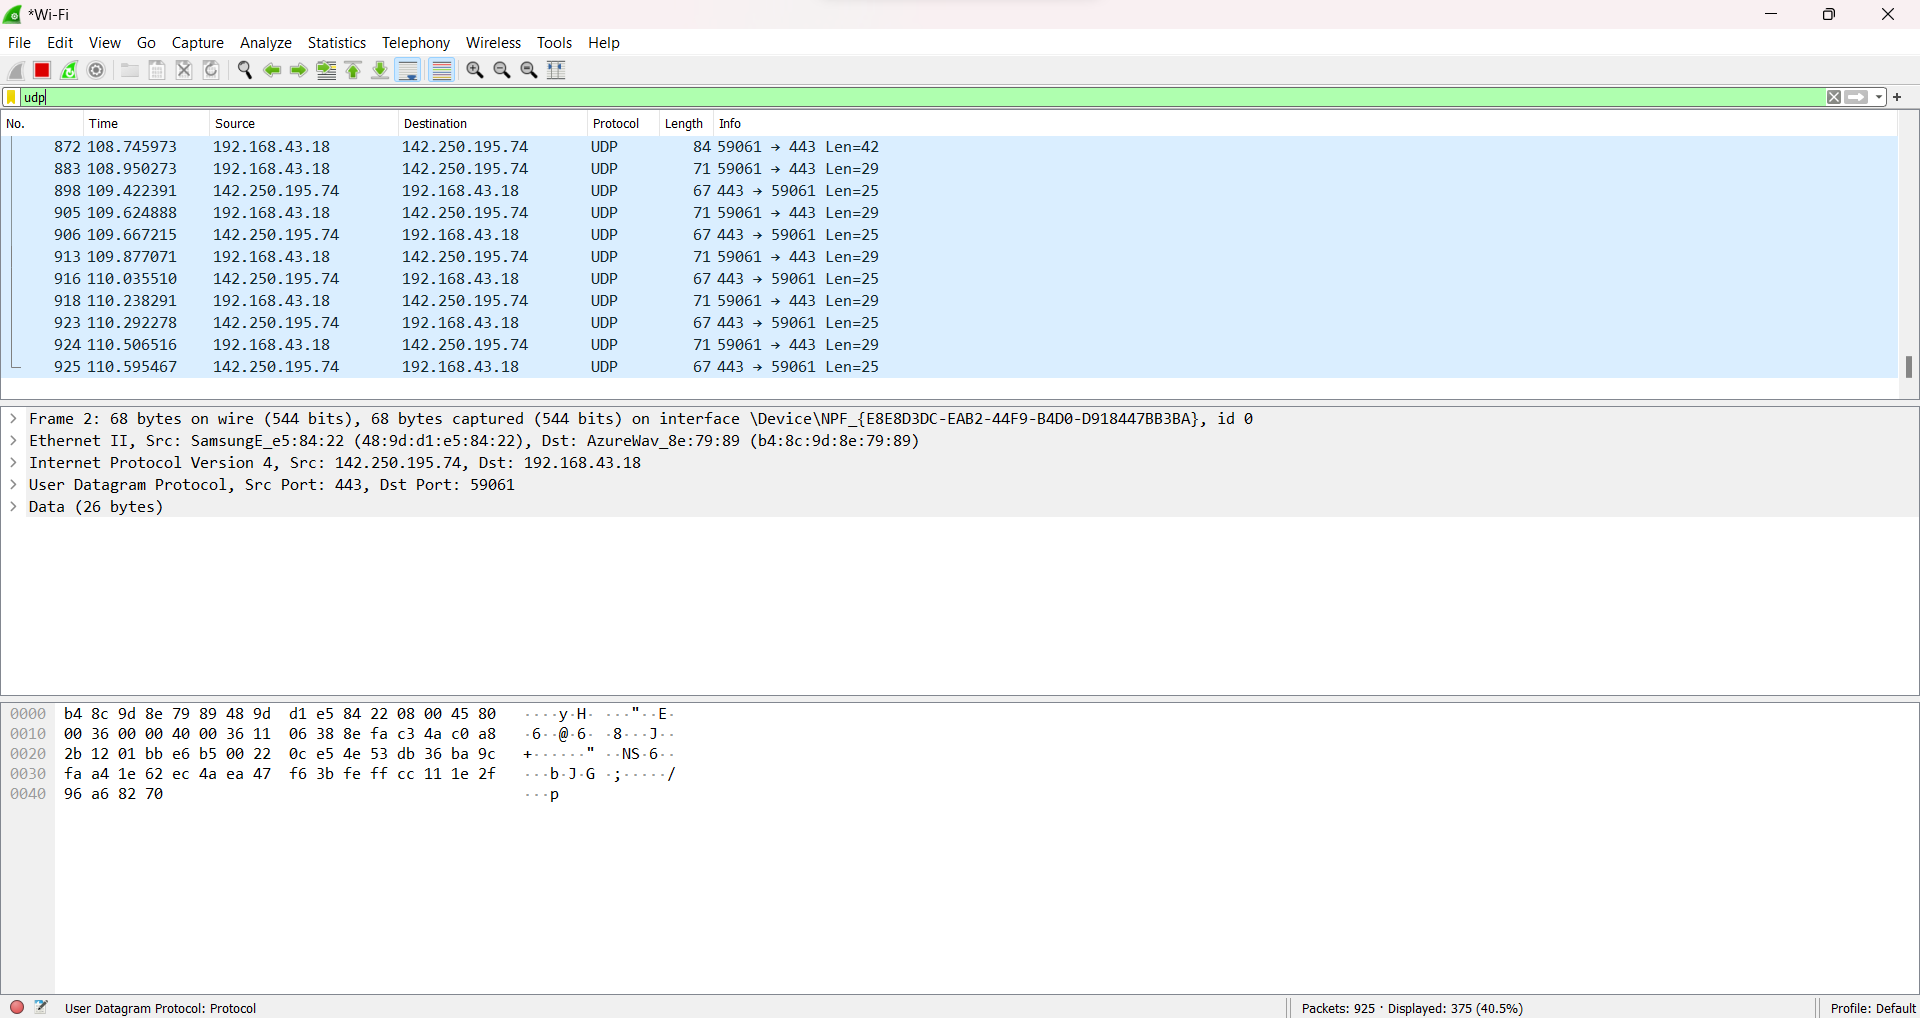 *Wi-Fi
File Edit View Go Capture Analyze Statistics Telephony Wireless Tools Help
udp
No. Time Source Destination Protocol Length Info
872 108.745973 192.168.43.18 142.250.195.74 UDP 84 59061 → 443 Len=42
883 108.950273 192.168.43.18 142.250.195.74 UDP 71 59061 → 443 Len=29
898 109.422391 142.250.195.74 192.168.43.18 UDP 67 443 → 59061 Len=25
905 109.624888 192.168.43.18 142.250.195.74 UDP 71 59061 → 443 Len=29
906 109.667215 142.250.195.74 192.168.43.18 UDP 67 443 → 59061 Len=25
913 109.877071 192.168.43.18 142.250.195.74 UDP 71 59061 → 443 Len=29
916 110.035510 142.250.195.74 192.168.43.18 UDP 67 443 → 59061 Len=25
918 110.238291 192.168.43.18 142.250.195.74 UDP 71 59061 → 443 Len=29
923 110.292278 142.250.195.74 192.168.43.18 UDP 67 443 → 59061 Len=25
924 110.506516 192.168.43.18 142.250.195.74 UDP 71 59061 → 443 Len=29
925 110.595467 142.250.195.74 192.168.43.18 UDP 67 443 → 59061 Len=25
Frame 2: 68 bytes on wire (544 bits), 68 bytes captured (544 bits) on interface \Device\NPF_{E8E8D3DC-EAB2-44F9-B4D0-D918447BB3BA}, id 0
Ethernet II, Src: SamsungE_e5:84:22 (48:9d:d1:e5:84:22), Dst: AzureWav_8e:79:89 (b4:8c:9d:8e:79:89)
Internet Protocol Version 4, Src: 142.250.195.74, Dst: 192.168.43.18
User Datagram Protocol, Src Port: 443, Dst Port: 59061
Data (26 bytes)
0000 b4 8c 9d 8e 79 89 48 9d d1 e5 84 22 08 00 45 80 ····y·H· ···"··E·
0010 00 36 00 00 40 00 36 11 06 38 8e fa c3 4a c0 a8 ·6··@·6· ·8···J··
0020 2b 12 01 bb e6 b5 00 22 0c e5 4e 53 db 36 ba 9c +······" ··NS·6··
0030 fa a4 1e 62 ec 4a ea 47 f6 3b fe ff cc 11 1e 2f ···b·J·G ·;·····/
0040 96 a6 82 70 ···p
User Datagram Protocol: Protocol
Packets: 925 · Displayed: 375 (40.5%)
Profile: Default